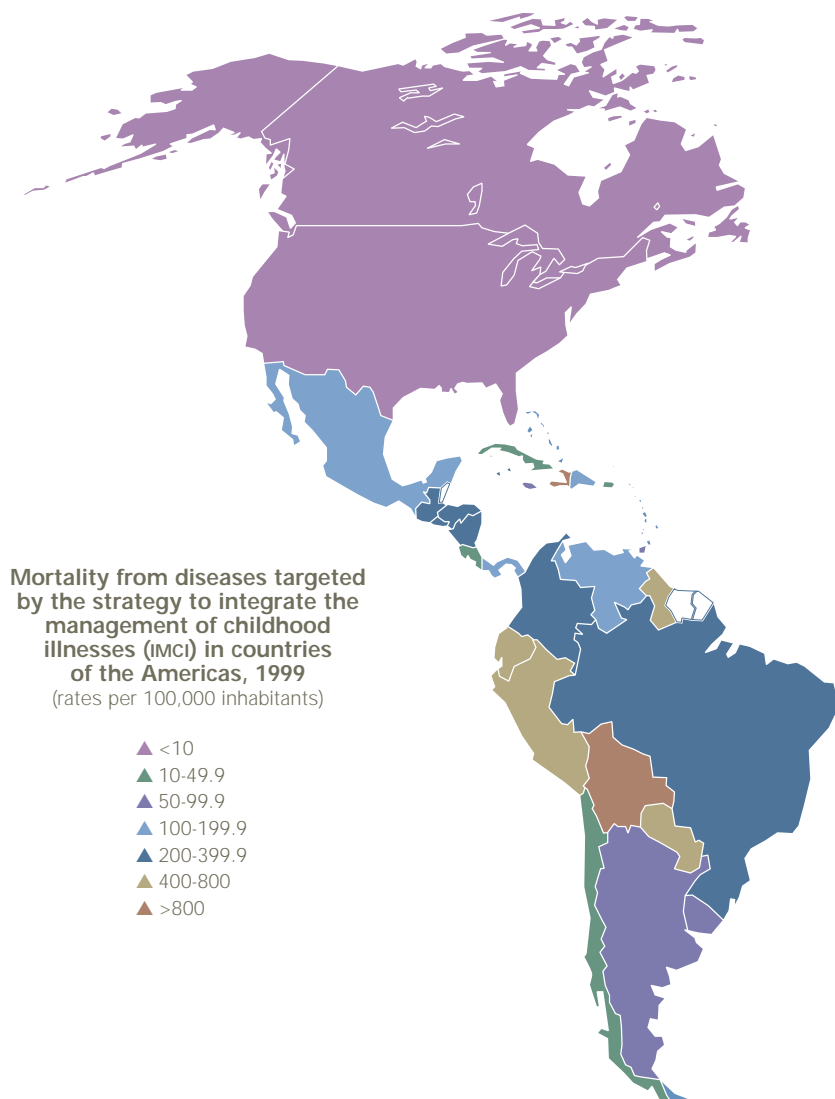 Mortality from diseases targeted
by the strategy to integrate the
management of childhood
illnesses (IMCI) in countries
of the Americas, 1999
(rates per 100,000 inhabitants)
<10
10-49.9
50-99.9
100-199.9
200-399.9
400-800
>800